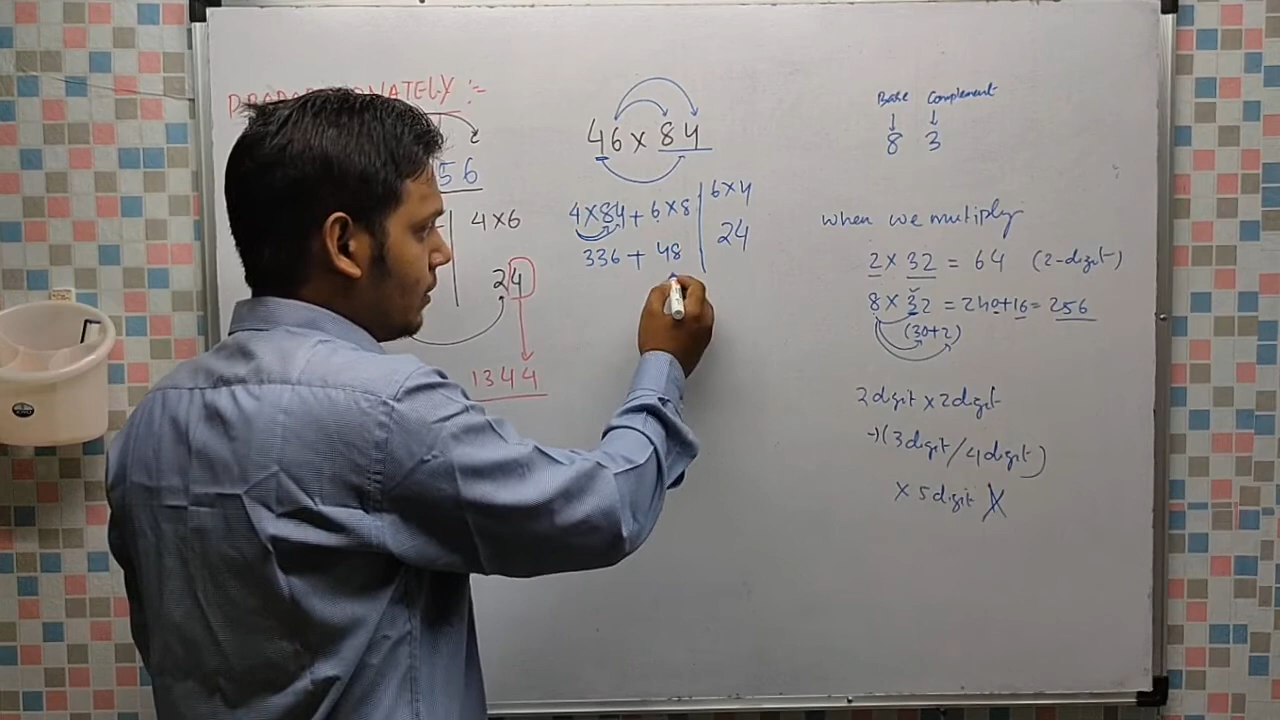 56
4×6
24
1344
46 × 84
4×84 + 6×8 | 6×4
336 + 48 | 24
Base Complement
8 3
when we multiply
2 × 32 = 64 (2-digit)
8 × 32 = 240+16 = 256
(30+2)
2 digit × 2 digit
→ (3 digit / 4 digit)
× 5 digit X